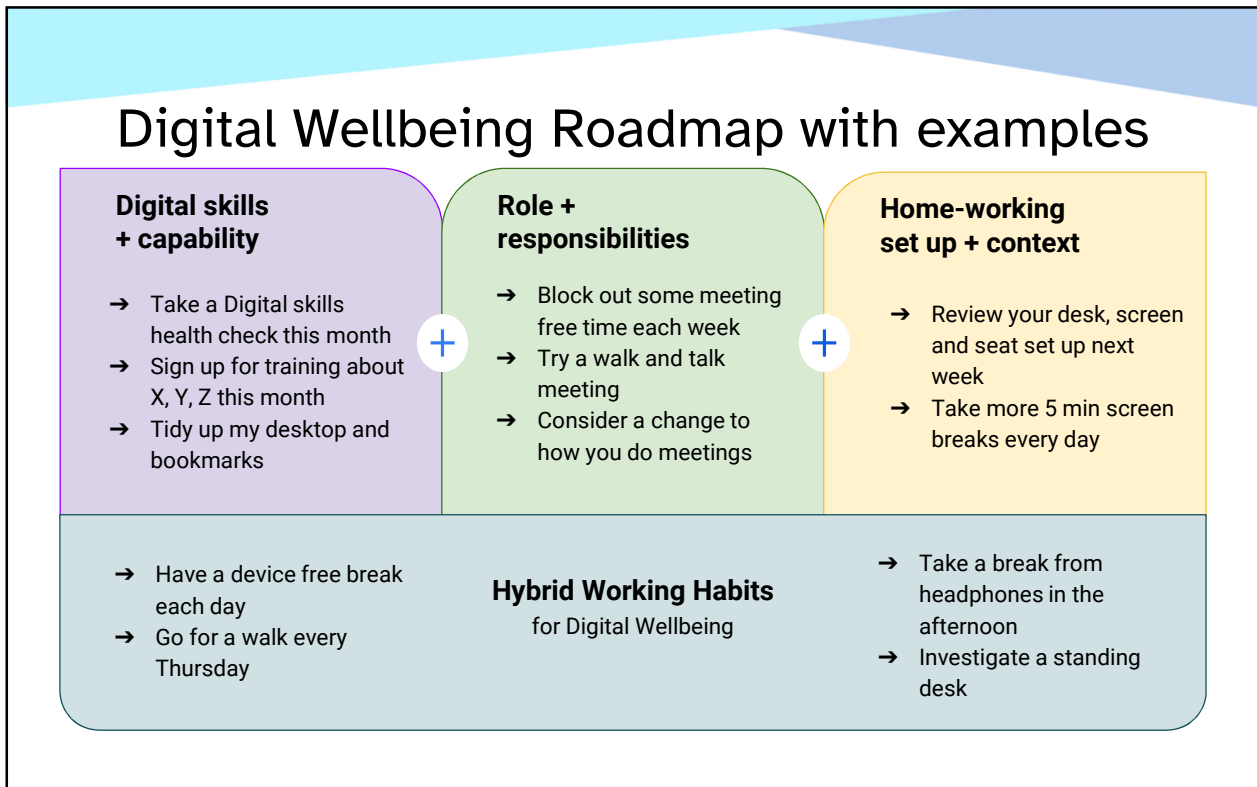 Digital Wellbeing Roadmap with examples
Digital skills
+ capability
➔ Take a Digital skills
health check this month
➔ Sign up for training about
X, Y, Z this month
➔ Tidy up my desktop and
bookmarks
+
Role +
responsibilities
➔ Block out some meeting
free time each week
➔ Try a walk and talk
meeting
➔ Consider a change to
how you do meetings
+
Home-working
set up + context
➔ Review your desk, screen
and seat set up next
week
➔ Take more 5 min screen
breaks every day
➔ Have a device free break
each day
➔ Go for a walk every
Thursday
Hybrid Working Habits
for Digital Wellbeing
➔ Take a break from
headphones in the
afternoon
➔ Investigate a standing
desk